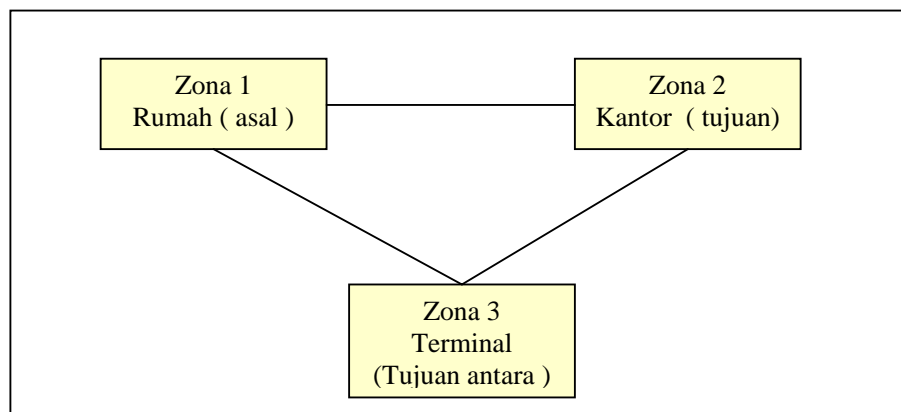 Zona 1
Rumah ( asal )
Zona 2
Kantor ( tujuan)
Zona 3
Terminal
(Tujuan antara )